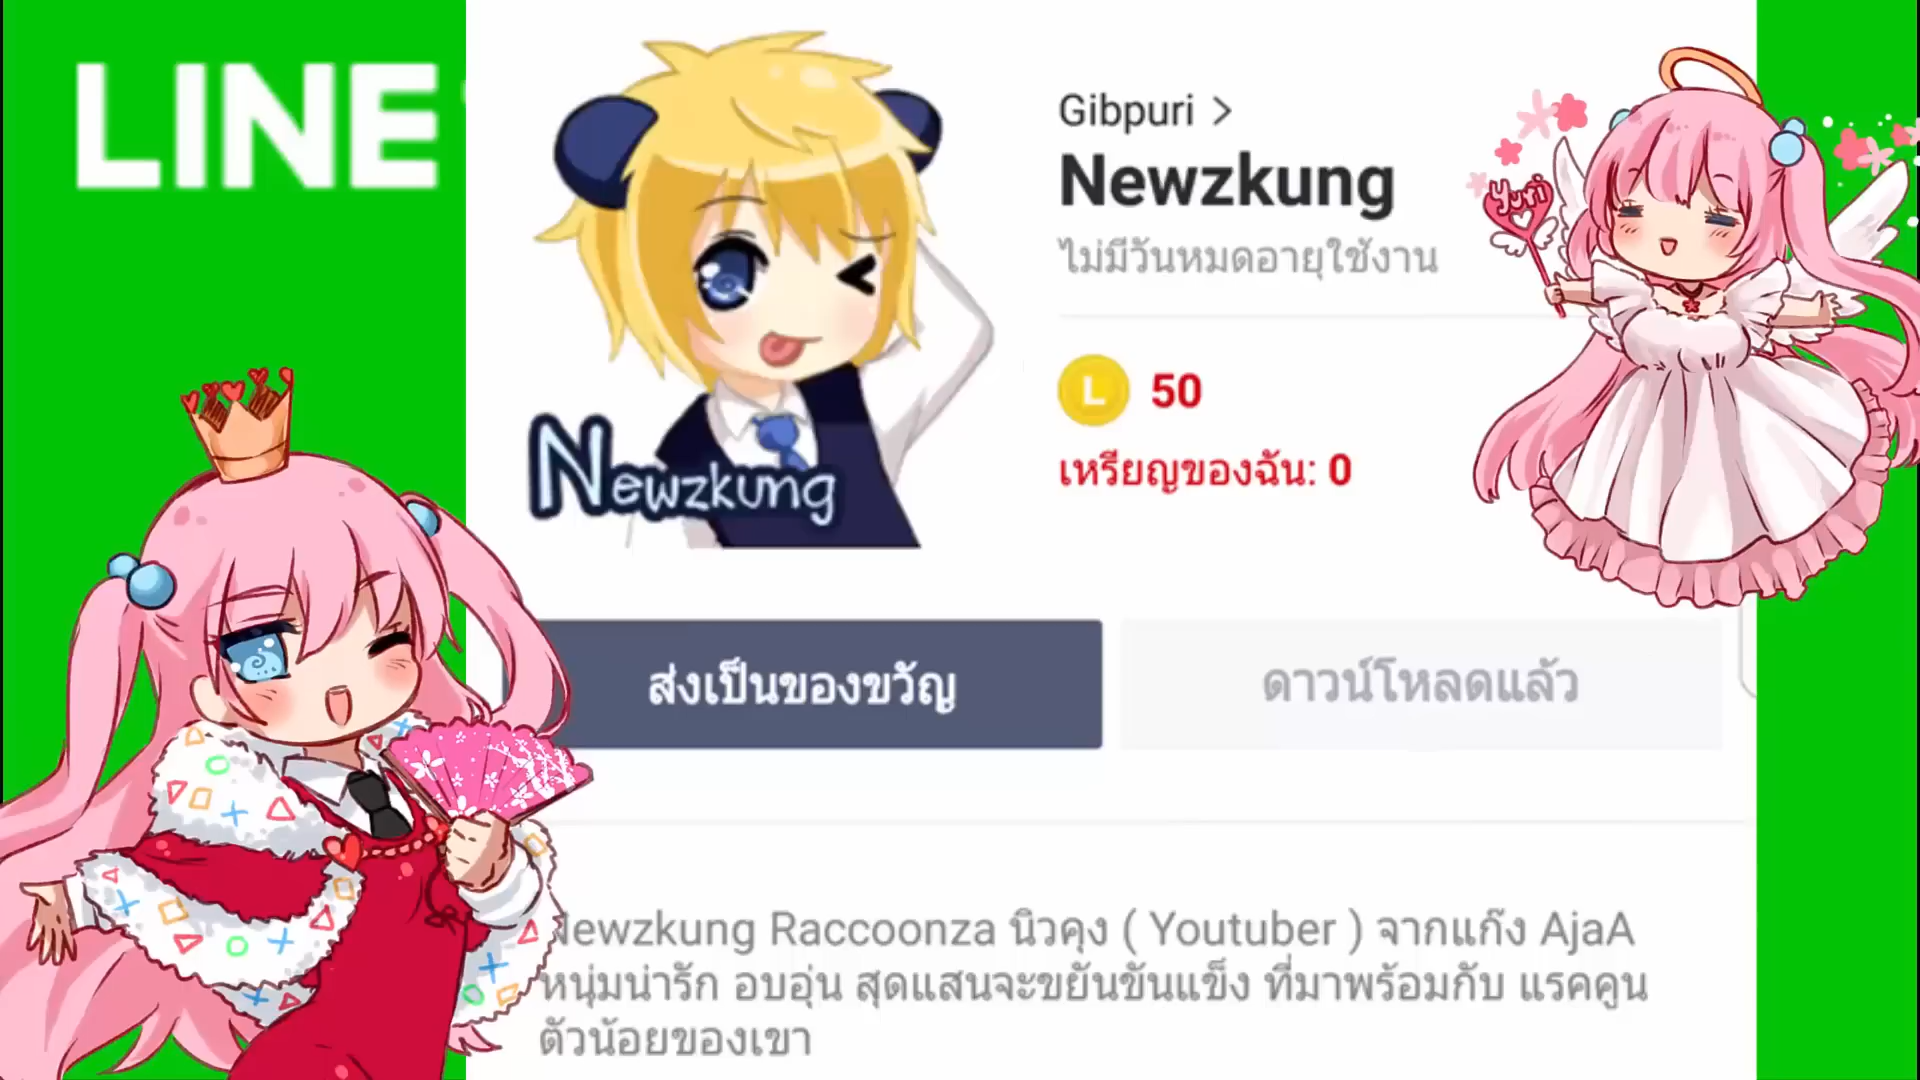 LINE
Gibpuri >
Newzkung
ไม่มีวันหมดอายุใช้งาน
yuri
L 50
เหรียญของฉัน: 0
Newzkung
ส่งเป็นของขวัญ
ดาวน์โหลดแล้ว
Newzkung Raccoonza นิวคุง ( Youtuber ) จากแก๊ง AjaA
หนุ่มน่ารัก อบอุ่น สุดแสนจะขยันขันแข็ง ที่มาพร้อมกับ แรคคูน
ตัวน้อยของเขา